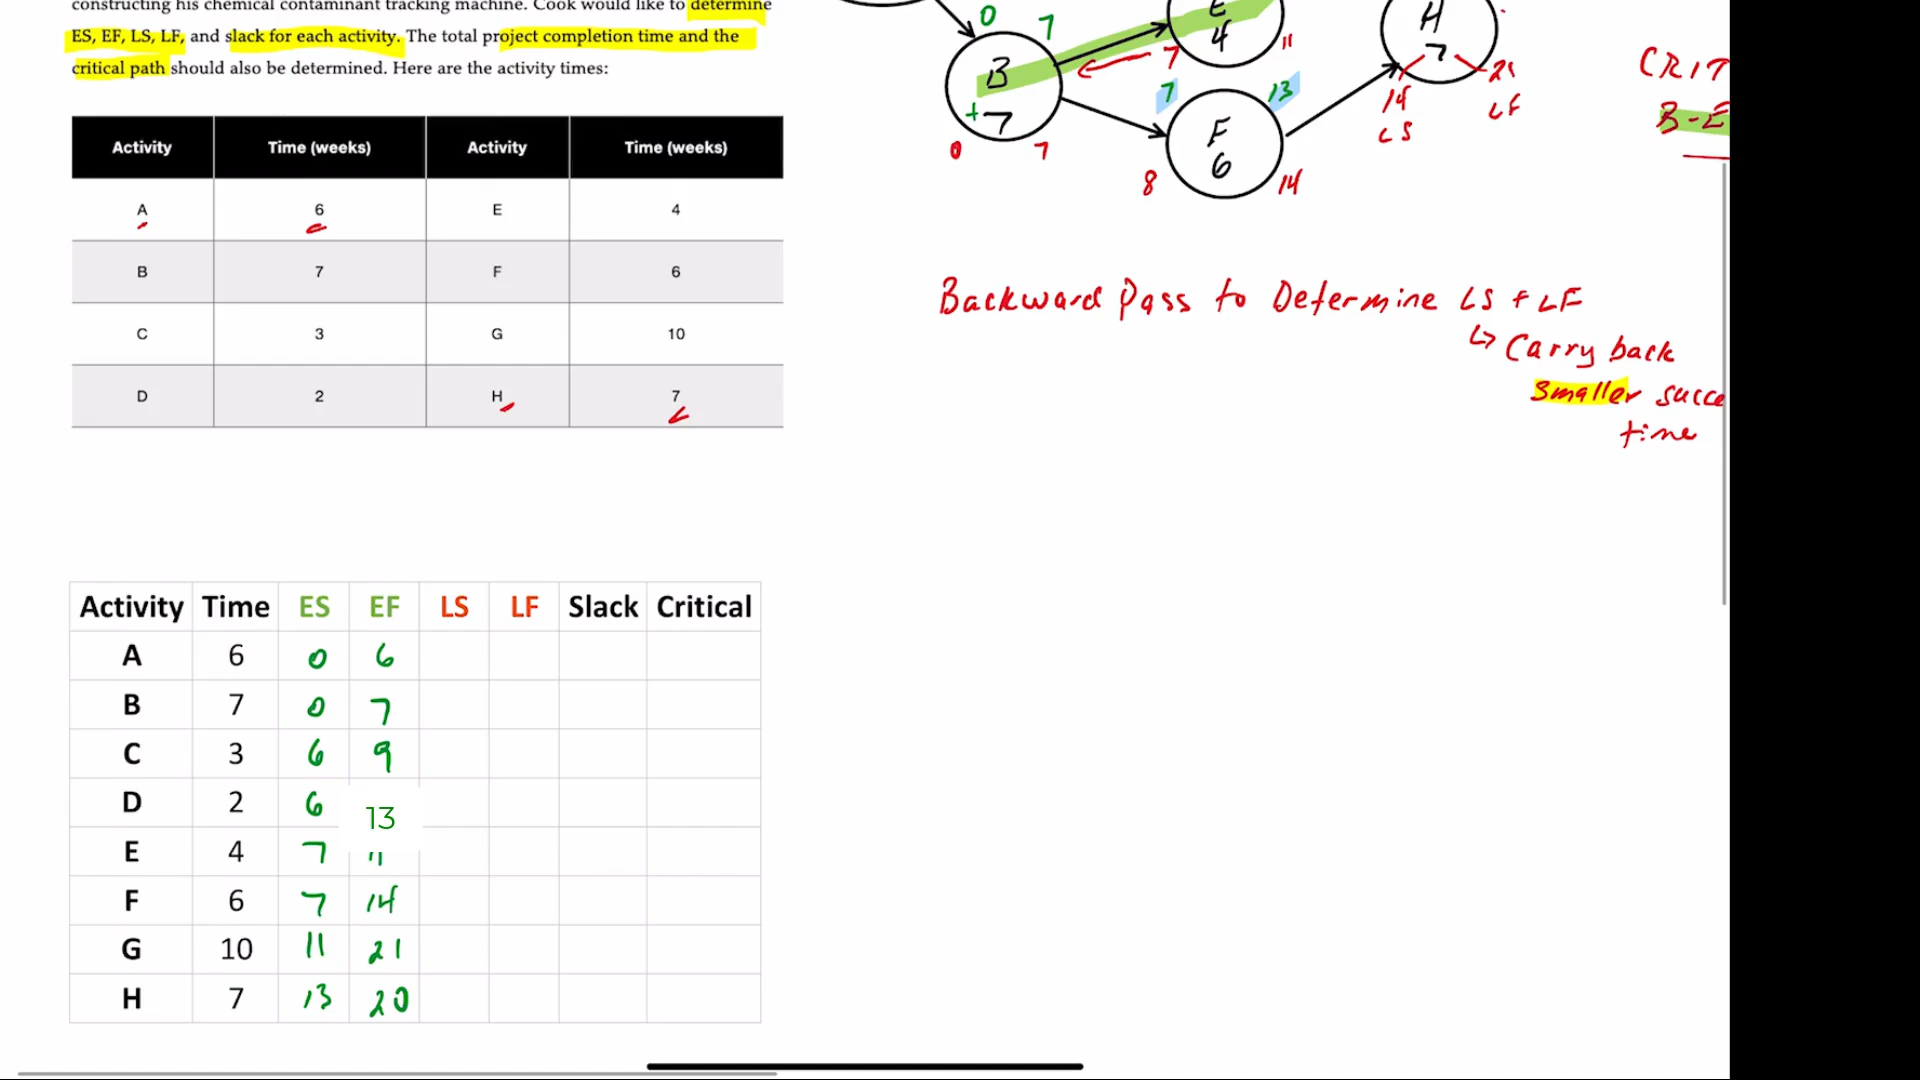 constructing his chemical contaminant tracking machine. Cook would like to determine
ES, EF, LS, LF, and slack for each activity. The total project completion time and the
critical path should also be determined. Here are the activity times:
Activity Time (weeks) Activity Time (weeks)
A 6 E 4
B 7 F 6
C 3 G 10
D 2 H 7
0 7
B
+7
0 7
E
4
7 11
7 13
F
6
8 14
H
7
14 21
LS LF
CRIT
B-E
Backward Pass to Determine LS + LF
↳ Carry back
smaller succe
time
Activity Time ES EF LS LF Slack Critical
A 6 0 6
B 7 0 7
C 3 6 9
D 2 6 13
E 4 7 11
F 6 7 14
G 10 11 21
H 7 13 20